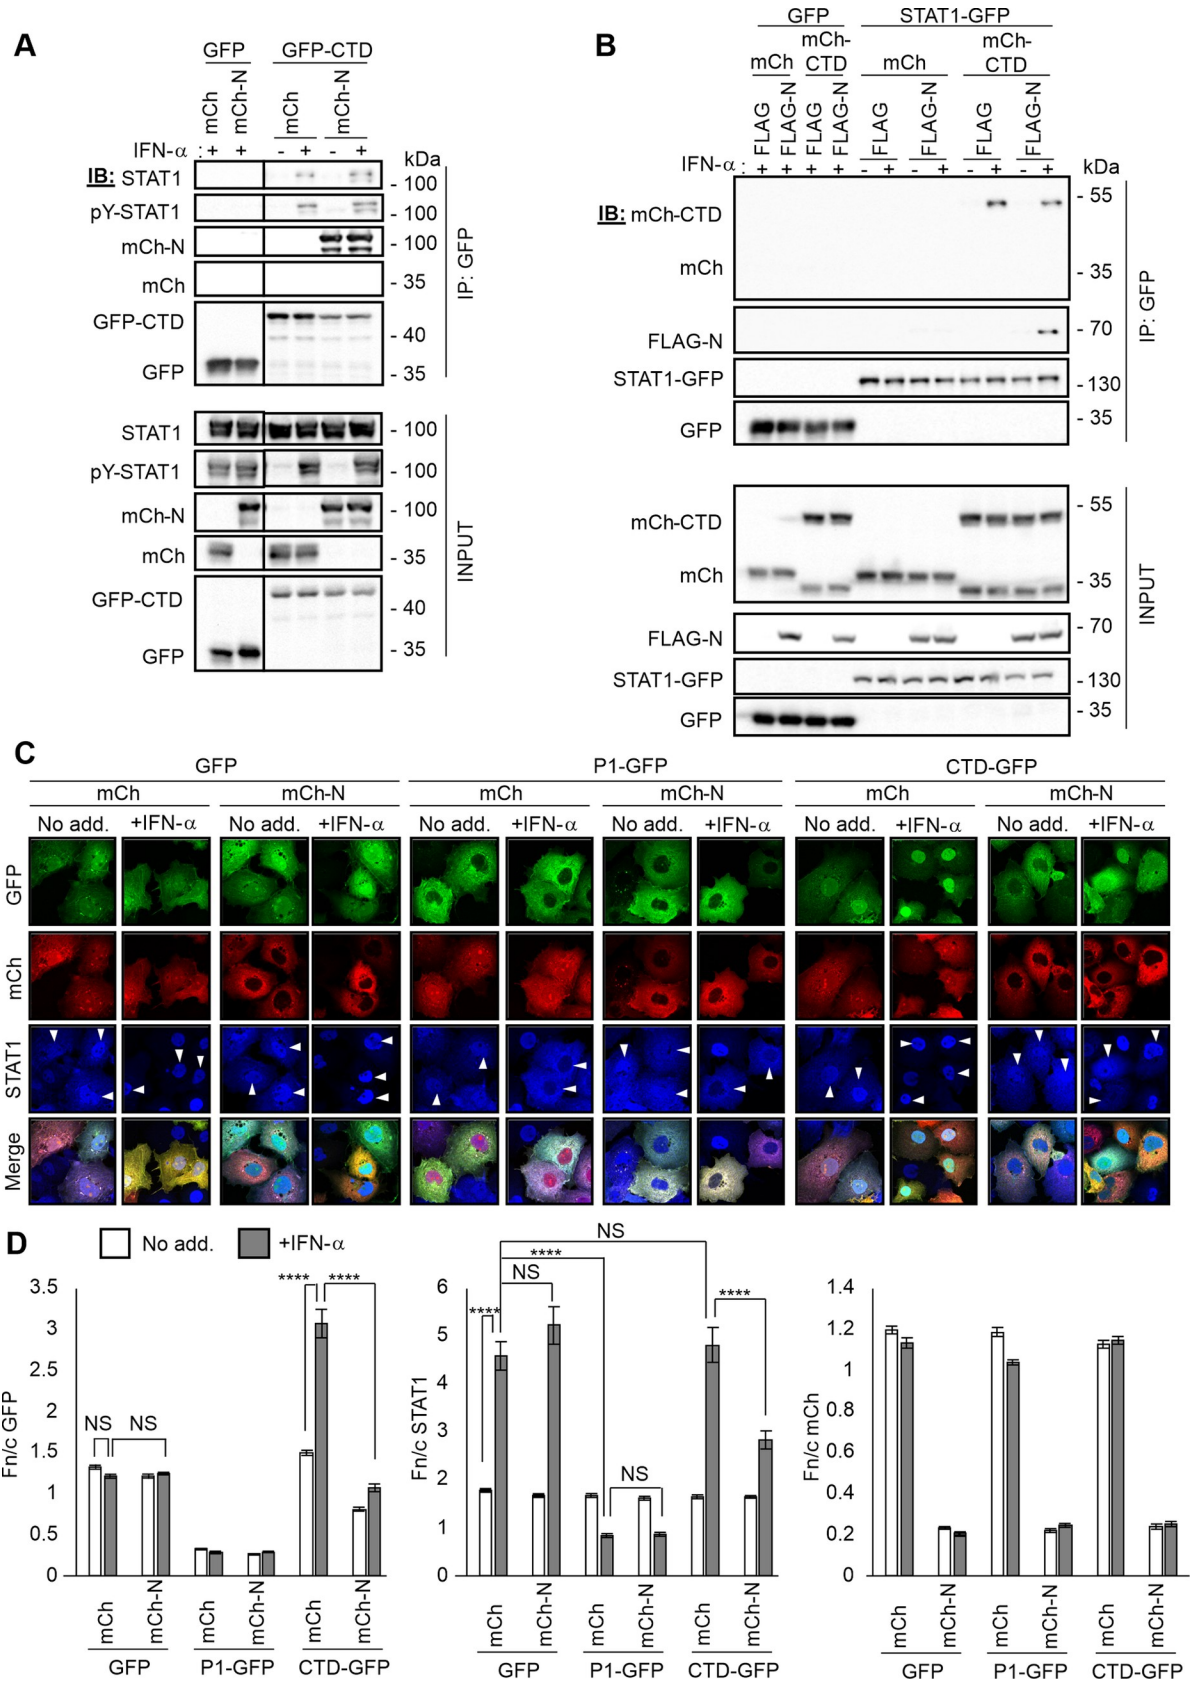 A
GFP GFP-CTD
mCh mCh-N mCh mCh-N
IFN-α : + + - + - + kDa
IB: STAT1 - 100
pY-STAT1 - 100
mCh-N - 100
mCh - 35
GFP-CTD
- 40
GFP - 35
IP: GFP
STAT1 - 100
pY-STAT1 - 100
mCh-N - 100
mCh - 35
GFP-CTD
- 40
GFP - 35
INPUT
B
GFP STAT1-GFP
mCh mCh-CTD mCh mCh-CTD
FLAG FLAG-N FLAG FLAG-N FLAG FLAG-N FLAG FLAG-N
IFN-α : + + + + - + - + - + - + kDa
- 55
IB: mCh-CTD
mCh - 35
FLAG-N - 70
STAT1-GFP - 130
GFP - 35
IP: GFP
mCh-CTD - 55
mCh - 35
FLAG-N - 70
STAT1-GFP - 130
GFP - 35
INPUT
C
GFP P1-GFP CTD-GFP
mCh mCh-N mCh mCh-N mCh mCh-N
No add. +IFN-α No add. +IFN-α No add. +IFN-α No add. +IFN-α No add. +IFN-α No add. +IFN-α
GFP
mCh
STAT1
Merge
D
No add. +IFN-α
Fn/c GFP
3.5
3
2.5
2
1.5
1
0.5
0
NS NS **** ****
mCh mCh-N mCh mCh-N mCh mCh-N
GFP P1-GFP CTD-GFP
Fn/c STAT1
6
5
4
3
2
1
0
NS
****
NS
**** ****
NS
mCh mCh-N mCh mCh-N mCh mCh-N
GFP P1-GFP CTD-GFP
Fn/c mCh
1.4
1.2
1
0.8
0.6
0.4
0.2
0
mCh mCh-N mCh mCh-N mCh mCh-N
GFP P1-GFP CTD-GFP